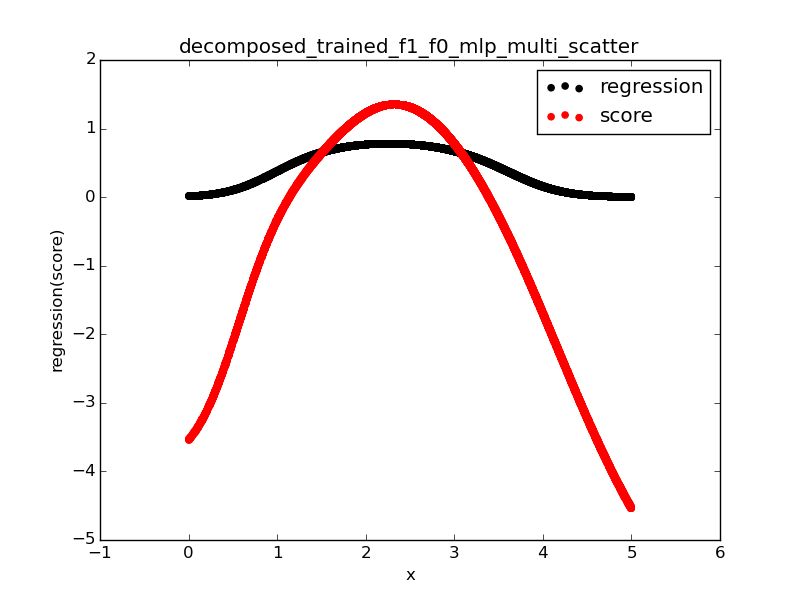 decomposed_trained_f1_f0_mlp_multi_scatter
regression
score
2
1
0
−1
−2
−3
−4
−5
regression(score)
−1 0 1 2 3 4 5 6
x